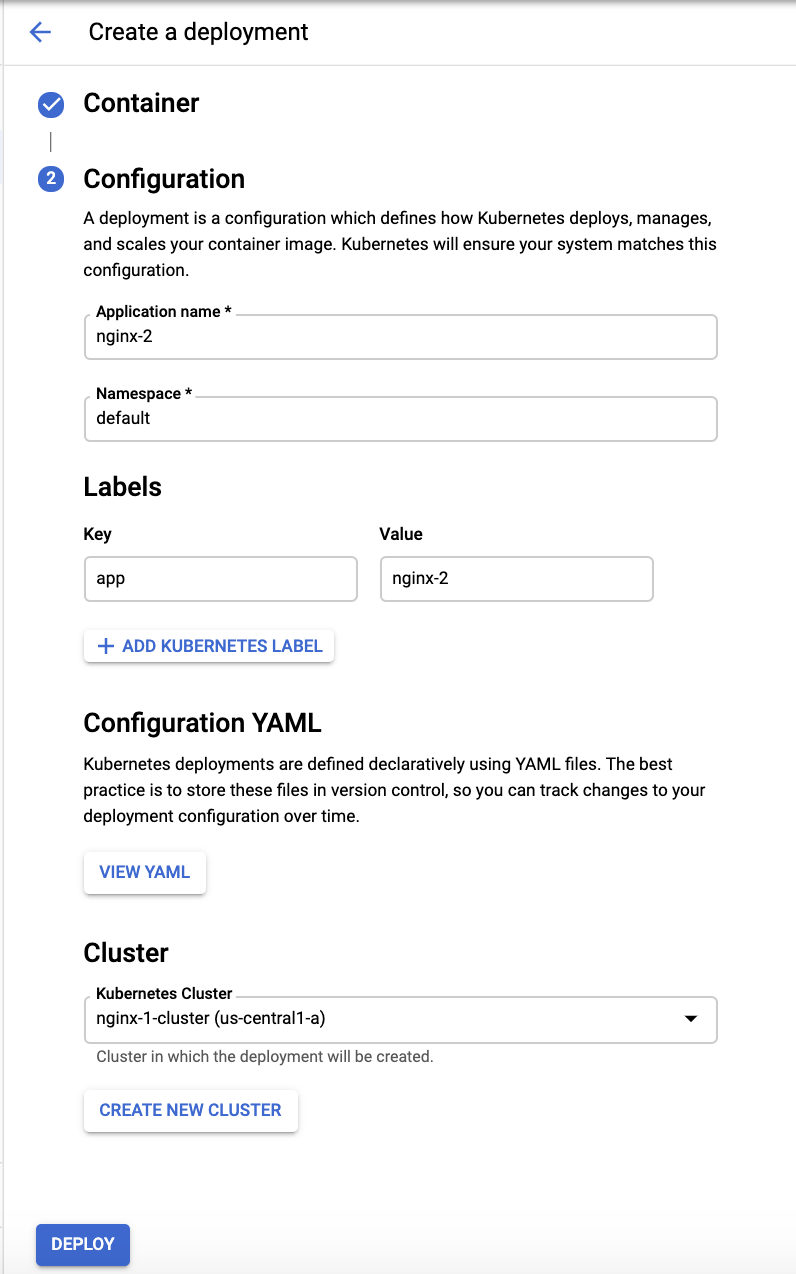 Create a deployment
Container
2 Configuration
A deployment is a configuration which defines how Kubernetes deploys, manages,
and scales your container image. Kubernetes will ensure your system matches this
configuration.
Application name *
nginx-2
Namespace *
default
Labels
Key Value
app nginx-2
+ ADD KUBERNETES LABEL
Configuration YAML
Kubernetes deployments are defined declaratively using YAML files. The best
practice is to store these files in version control, so you can track changes to your
deployment configuration over time.
VIEW YAML
Cluster
Kubernetes Cluster
nginx-1-cluster (us-central1-a)
Cluster in which the deployment will be created.
CREATE NEW CLUSTER
DEPLOY